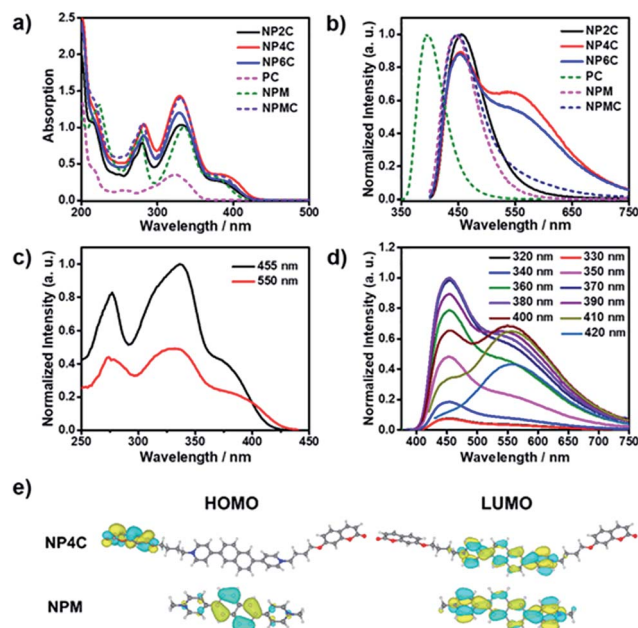 a)
2.5
2.0
1.5
1.0
0.5
0.0
Absorption
200 300 400 500
Wavelength / nm
NP2C
NP4C
NP6C
PC
NPM
NPMC
b)
1.0
0.8
0.6
0.4
0.2
0.0
Normalized Intensity (a. u.)
350 450 550 650 750
Wavelength / nm
NP2C
NP4C
NP6C
PC
NPM
NPMC
c)
1.0
0.8
0.6
0.4
0.2
0.0
Normalized Intensity (a. u.)
250 300 350 400 450
Wavelength / nm
455 nm
550 nm
d)
1.4
1.2
1.0
0.8
0.6
0.4
0.2
0.0
Normalized Intensity (a. u.)
400 450 500 550 600 650 700 750
Wavelength / nm
320 nm 330 nm
340 nm 350 nm
360 nm 370 nm
380 nm 390 nm
400 nm 410 nm
420 nm
e)
HOMO LUMO
NP4C
NPM